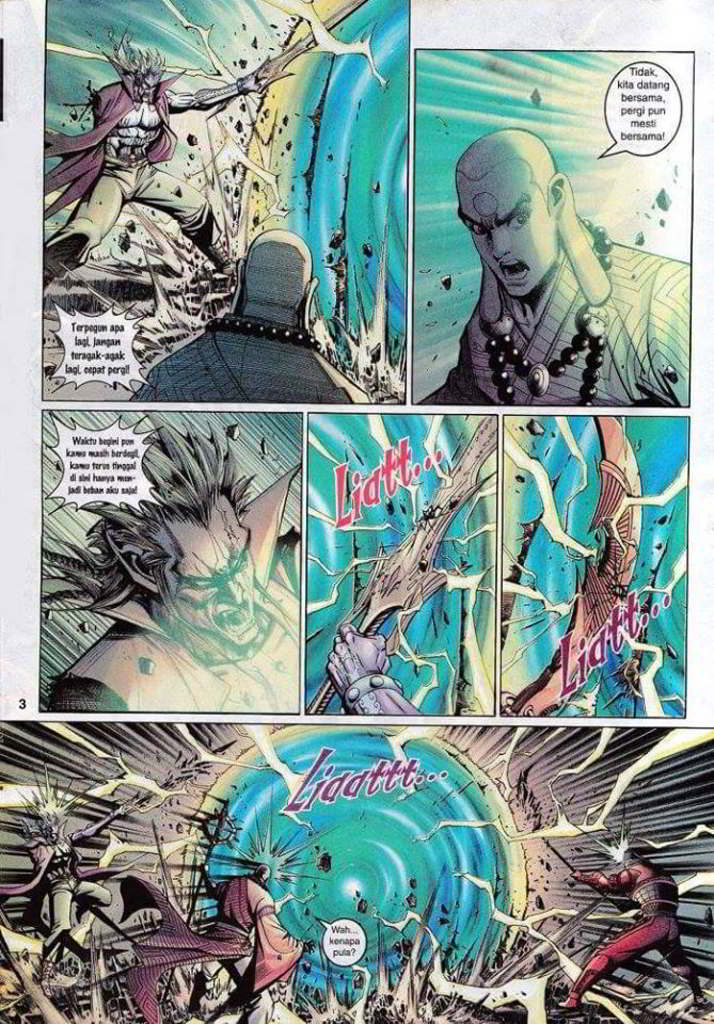 Terpegun apa
lagi, jangan
teragak-agak
lagi, cepat pergi!
Tidak,
kita datang
bersama,
pergi pun
mesti
bersama!
Waktu begini pun
kamu masih berdegil,
kamu terus tinggal
di sini hanya men-
jadi beban aku saja!
Liatt...
Liatt...
3
Liaattt...
Wah...
kenapa
pula?